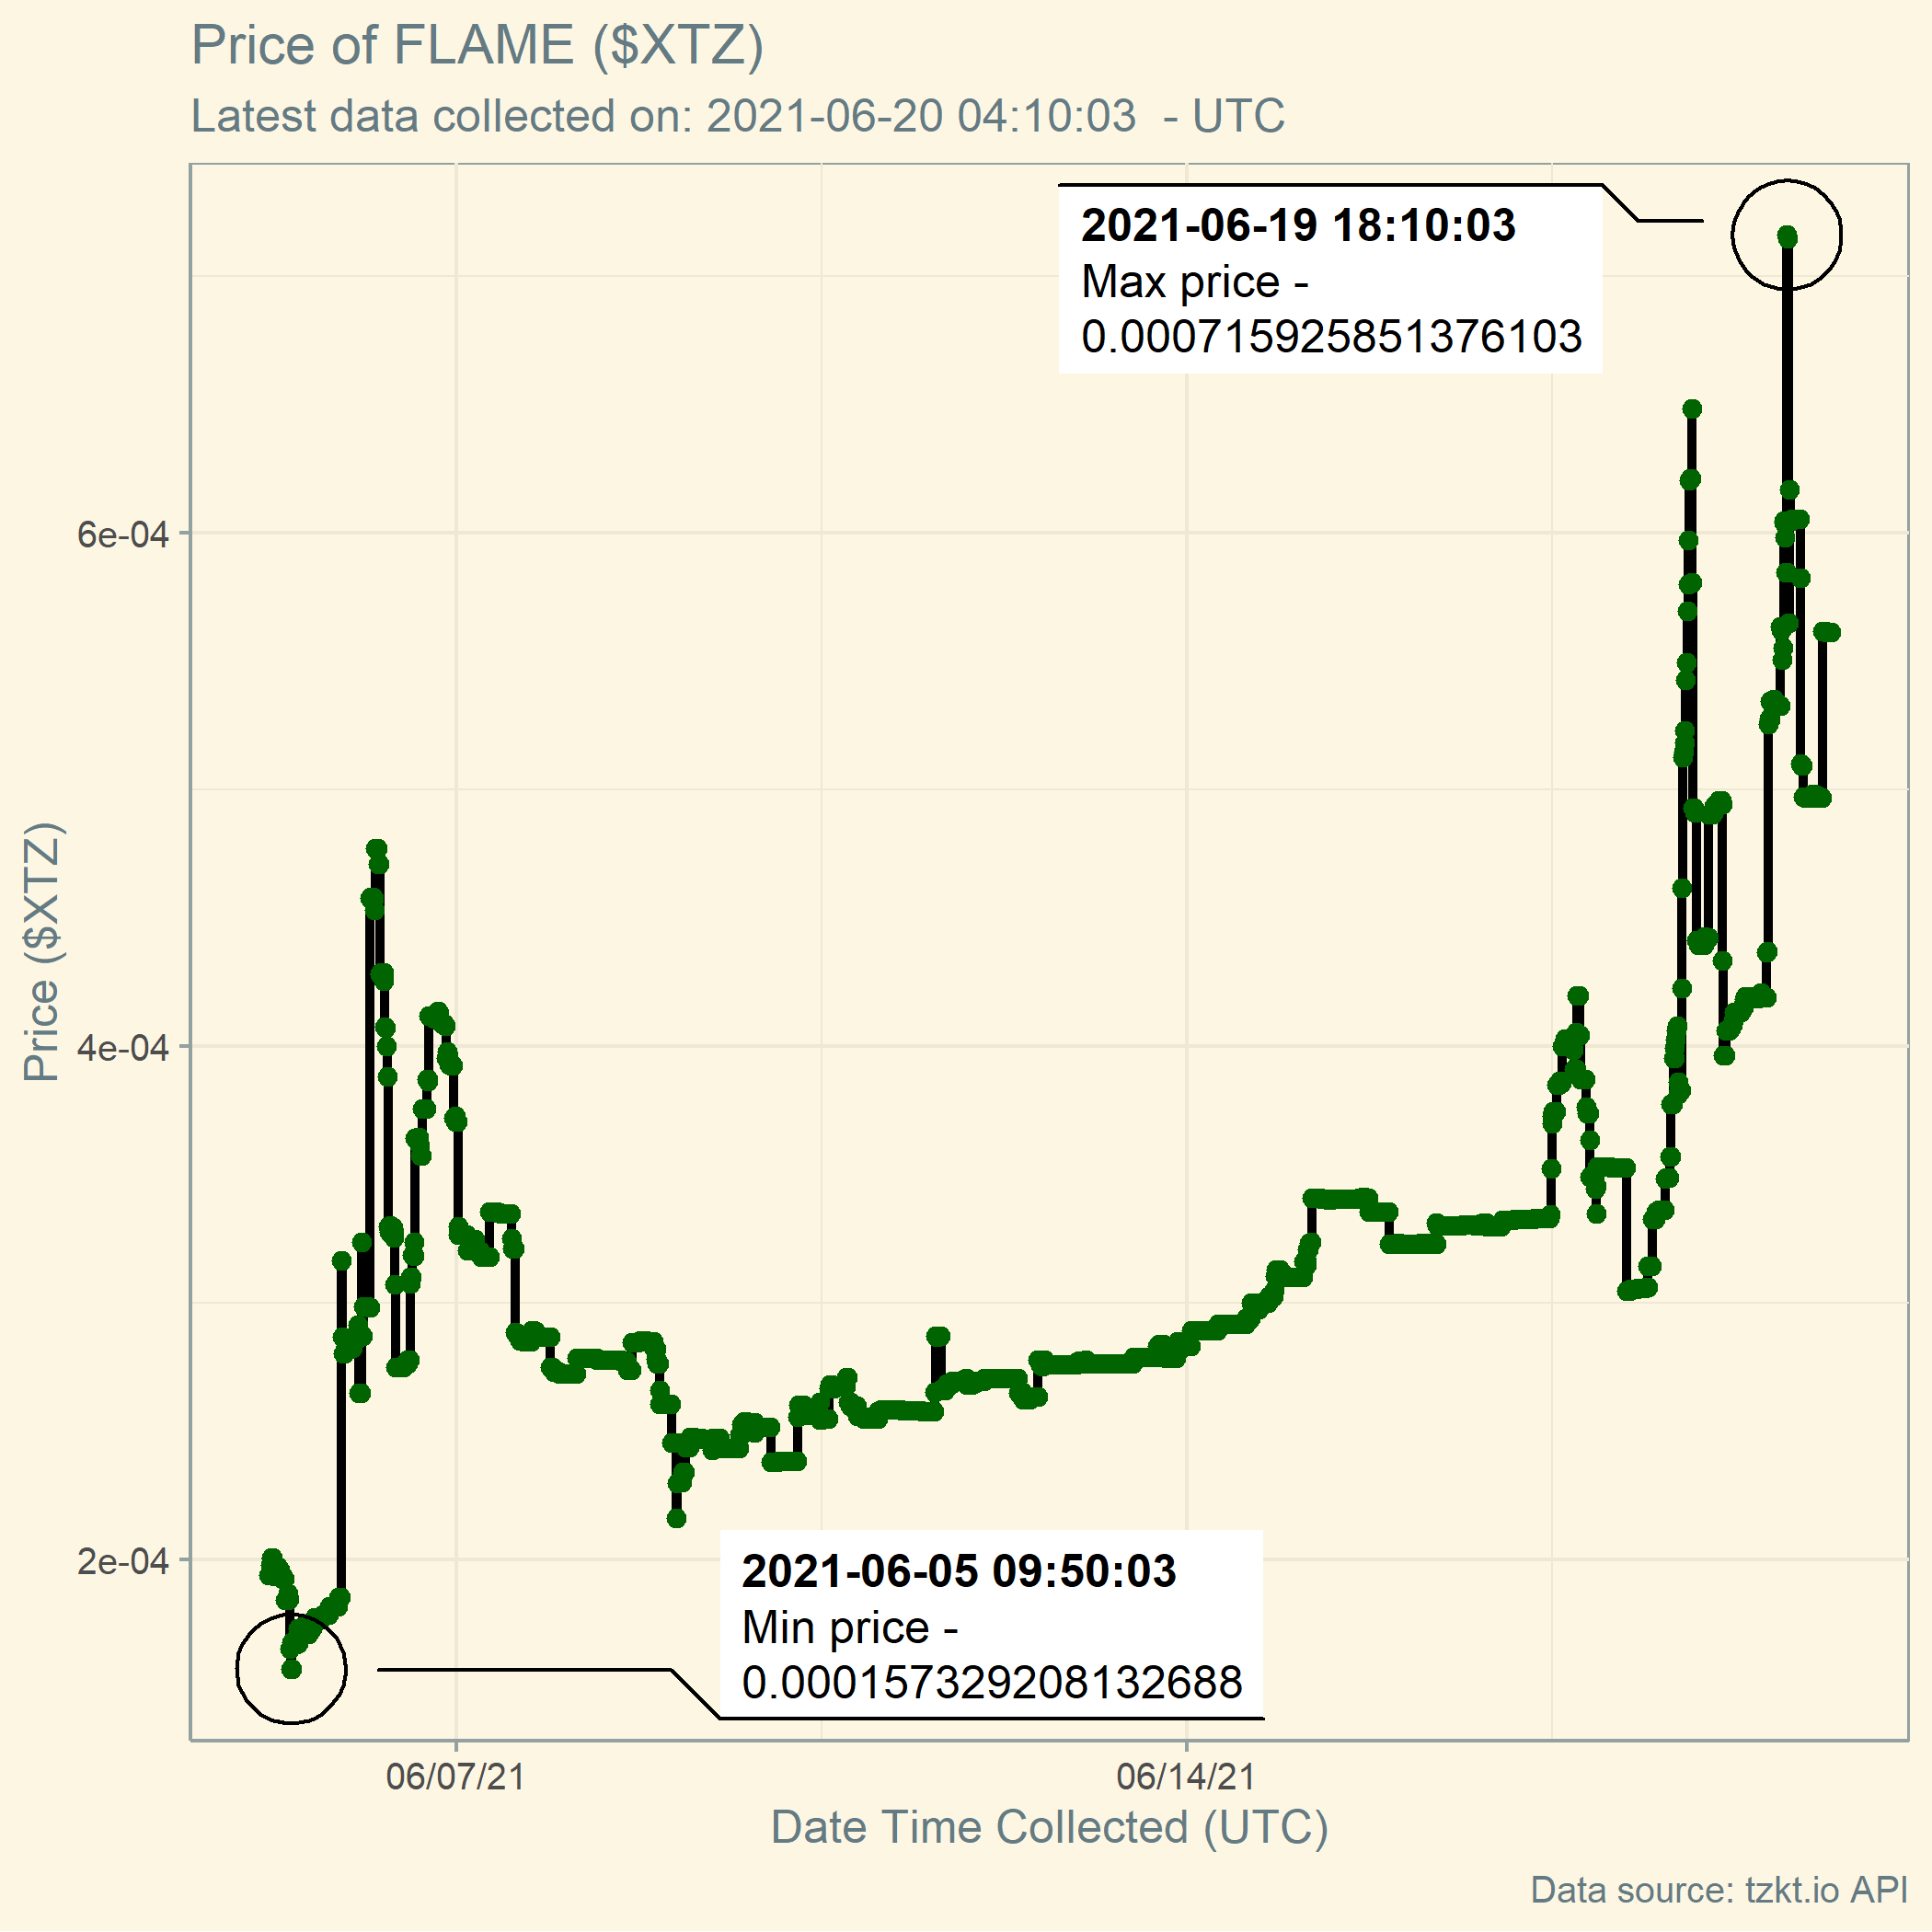 Price of FLAME ($XTZ)
Latest data collected on: 2021-06-20 04:10:03  - UTC
2021-06-19 18:10:03
Max price -
0.000715925851376103
6e-04
4e-04
2e-04
Price ($XTZ)
2021-06-05 09:50:03
Min price -
0.000157329208132688
06/07/21
06/14/21
Date Time Collected (UTC)
Data source: tzkt.io API